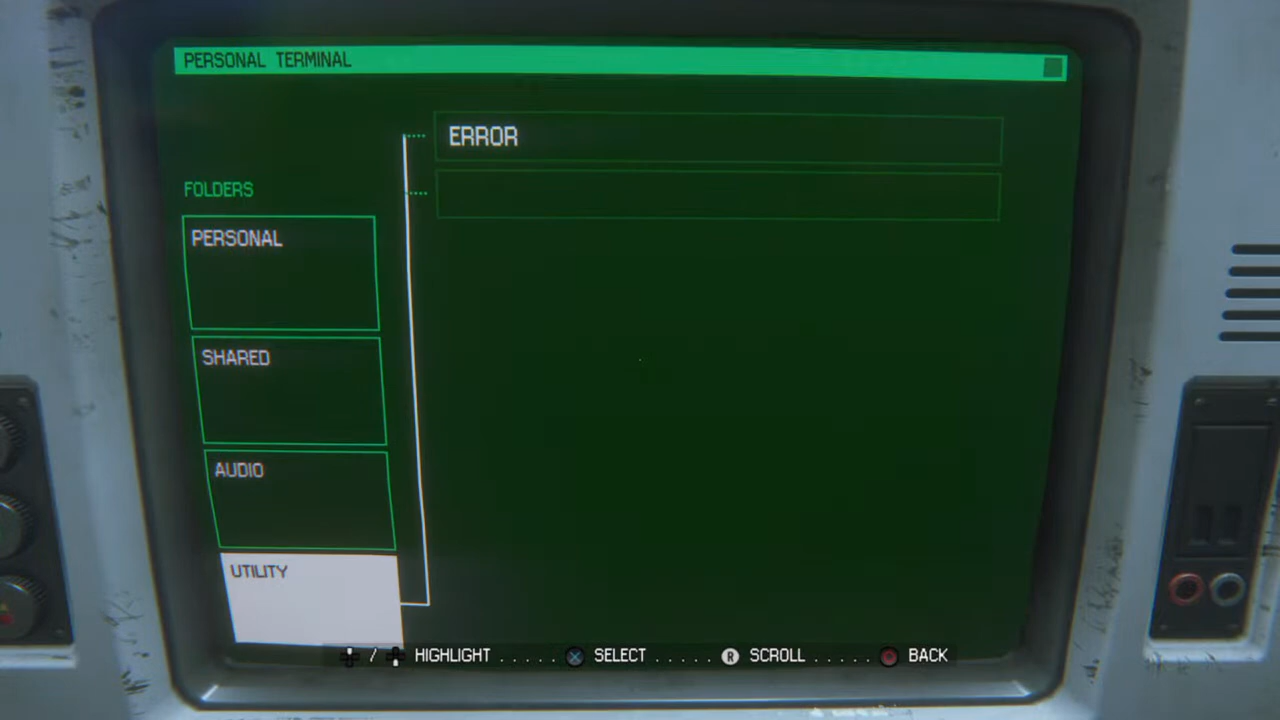 PERSONAL TERMINAL
ERROR
FOLDERS
PERSONAL
SHARED
AUDIO
UTILITY
/ HIGHLIGHT ..... SELECT ..... R SCROLL ..... BACK